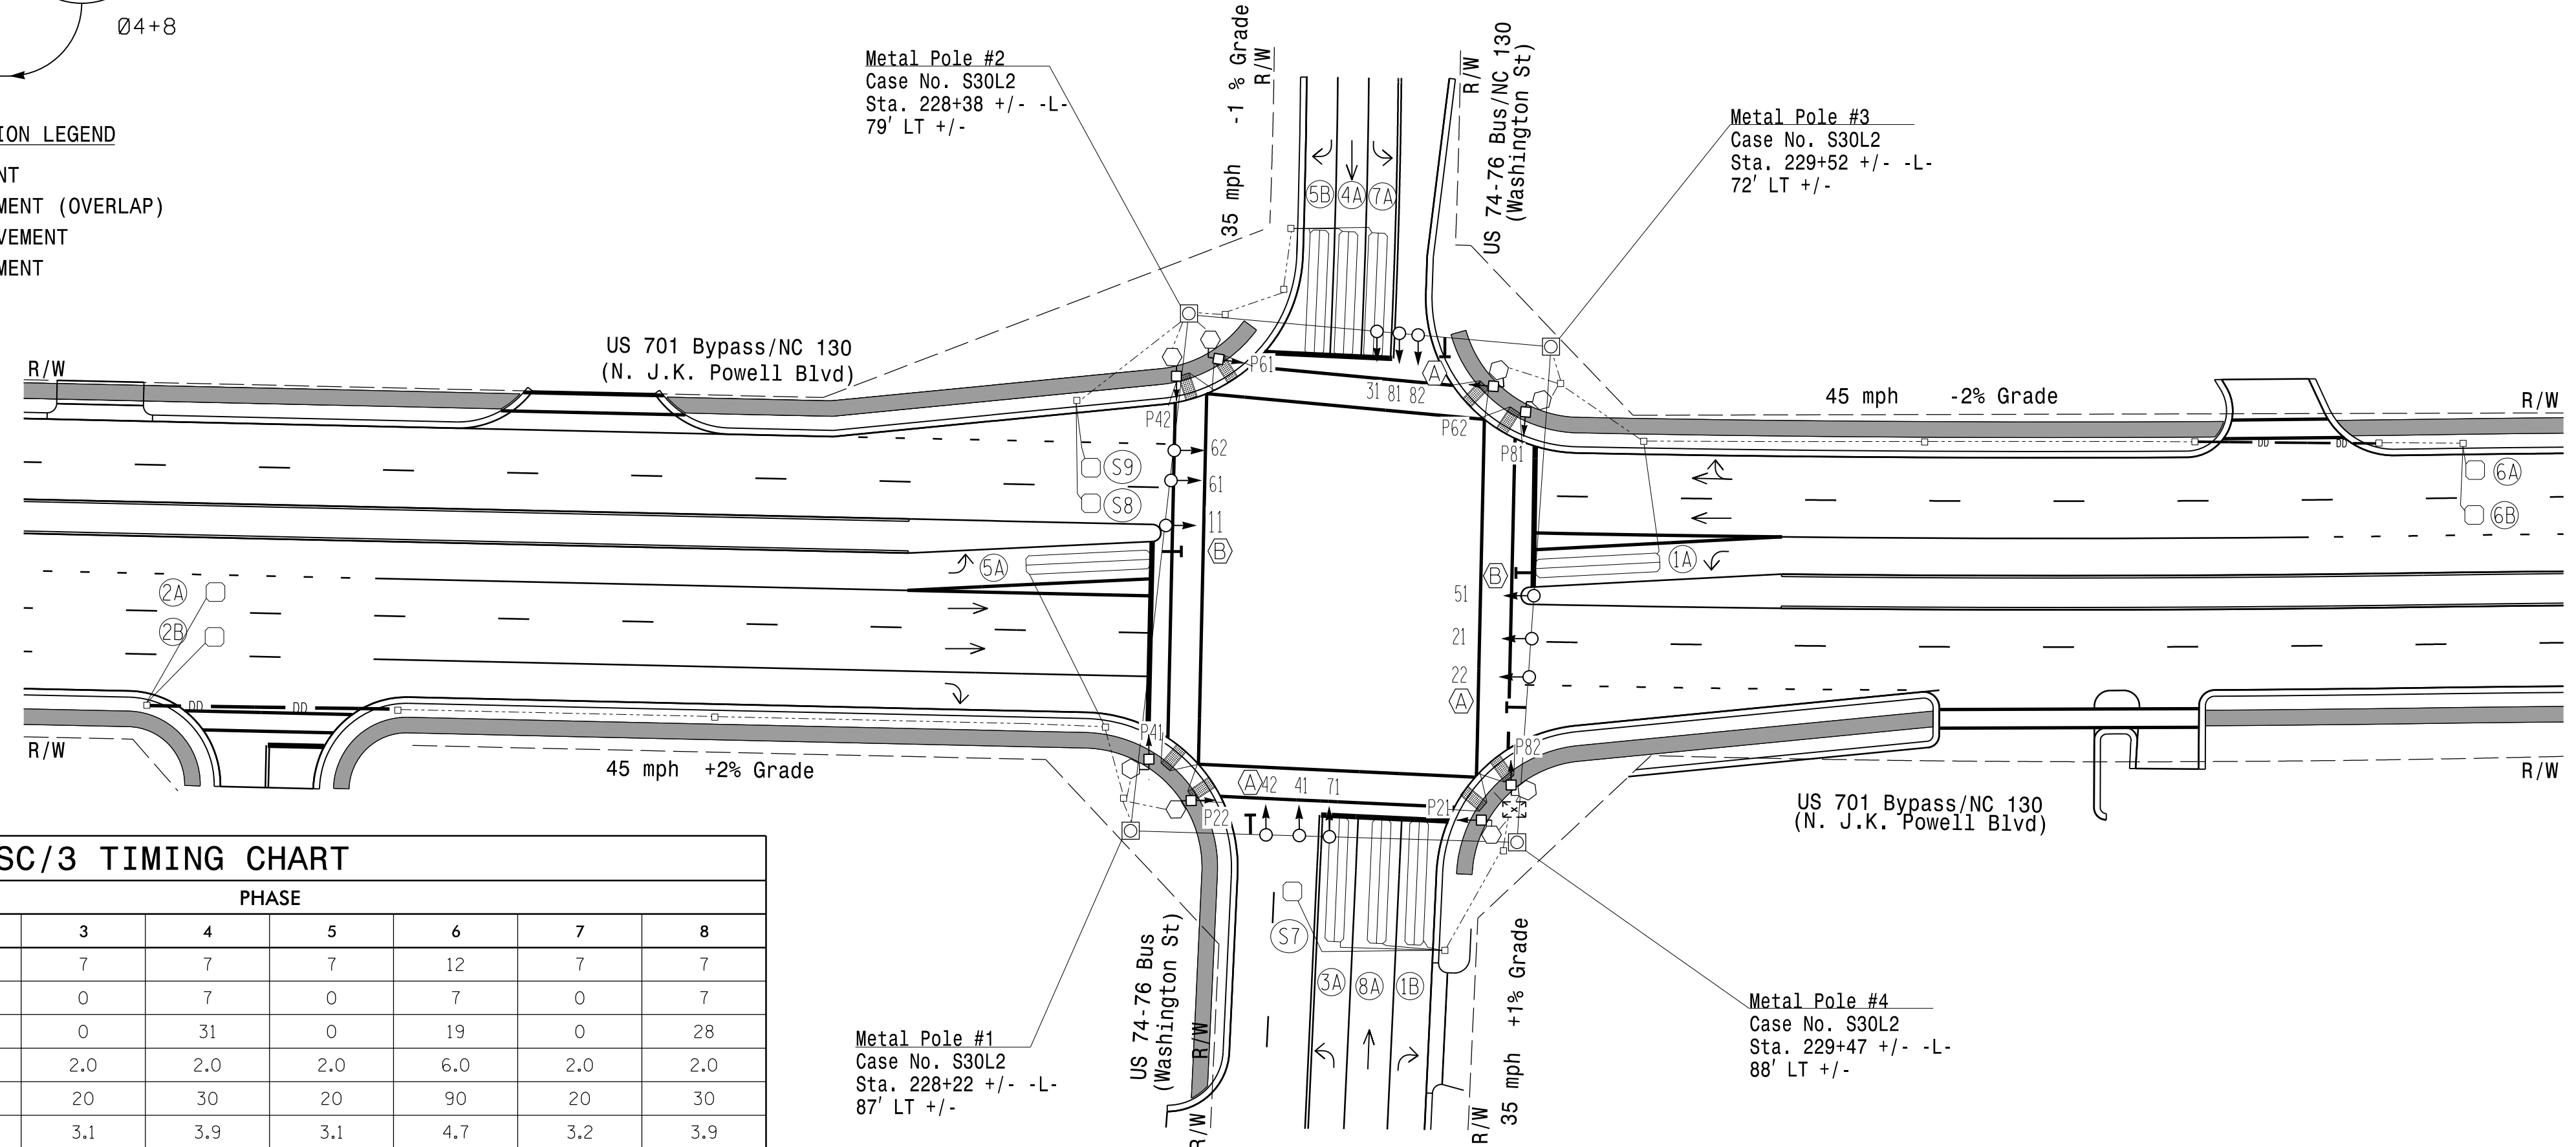 Ø4+8
ION LEGEND
NT
MENT (OVERLAP)
VEMENT
MENT
Metal Pole #2
Case No. S30L2
Sta. 228+38 +/- -L-
79' LT +/-
35 mph -1 % Grade
R/W
US 74-76 Bus/NC 130
(Washington St)
R/W
Metal Pole #3
Case No. S30L2
Sta. 229+52 +/- -L-
72' LT +/-
5B 4A 7A
US 701 Bypass/NC 130
(N. J.K. Powell Blvd)
R/W
45 mph -2% Grade
R/W
P61
A
31 81 82
P42
P62
P81
62
61
11
B
S9
S8
5A
2A
2B
1A
B
51
21
22
A
6A
6B
DD DD
DD DD
R/W
45 mph +2% Grade
P41
P22
A 42 41 71
P21
P82
US 701 Bypass/NC 130
(N. J.K. Powell Blvd)
R/W
S7
3A 8A 1B
US 74-76 Bus
(Washington St)
R/W
R/W
35 mph +1% Grade
R/W
Metal Pole #1
Case No. S30L2
Sta. 228+22 +/- -L-
87' LT +/-
Metal Pole #4
Case No. S30L2
Sta. 229+47 +/- -L-
88' LT +/-
SC/3 TIMING CHART
PHASE
3 4 5 6 7 8
7 7 7 12 7 7
0 7 0 7 0 7
0 31 0 19 0 28
2.0 2.0 2.0 6.0 2.0 2.0
20 30 20 90 20 30
3.1 3.9 3.1 4.7 3.2 3.9